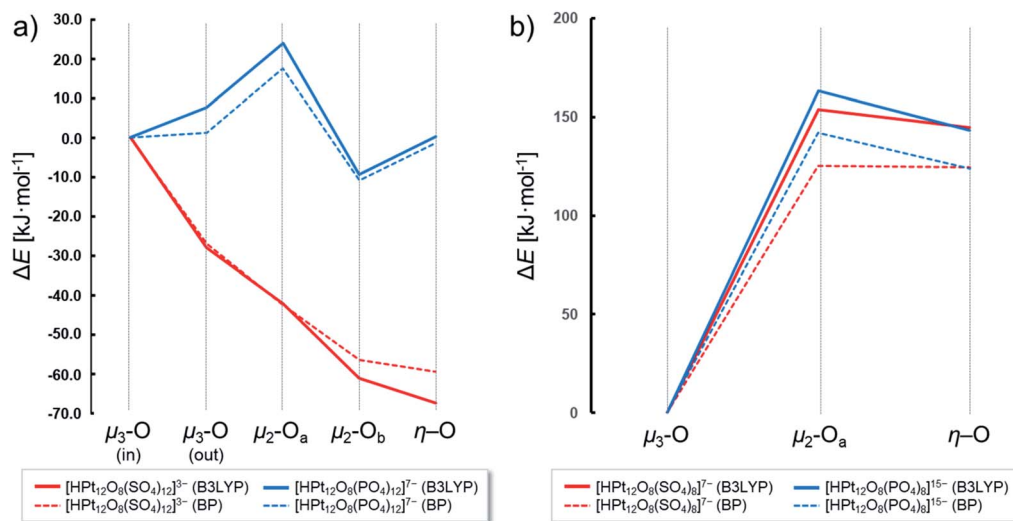 a)
ΔE [kJ·mol⁻¹]
30.0
20.0
10.0
0.0
-10.0
-20.0
-30.0
-40.0
-50.0
-60.0
-70.0
μ₃-O (in)
μ₃-O (out)
μ₂-Oₐ
μ₂-O_b
η–O
[HPt₁₂O₈(SO₄)₁₂]³⁻ (B3LYP)
[HPt₁₂O₈(PO₄)₁₂]⁷⁻ (B3LYP)
[HPt₁₂O₈(SO₄)₁₂]³⁻ (BP)
[HPt₁₂O₈(PO₄)₁₂]⁷⁻ (BP)
b)
ΔE [kJ·mol⁻¹]
200
150
100
50
0
μ₃-O
μ₂-Oₐ
η–O
[HPt₁₂O₈(SO₄)₈]⁷⁻ (B3LYP)
[HPt₁₂O₈(PO₄)₈]¹⁵⁻ (B3LYP)
[HPt₁₂O₈(SO₄)₈]⁷⁻ (BP)
[HPt₁₂O₈(PO₄)₈]¹⁵⁻ (BP)